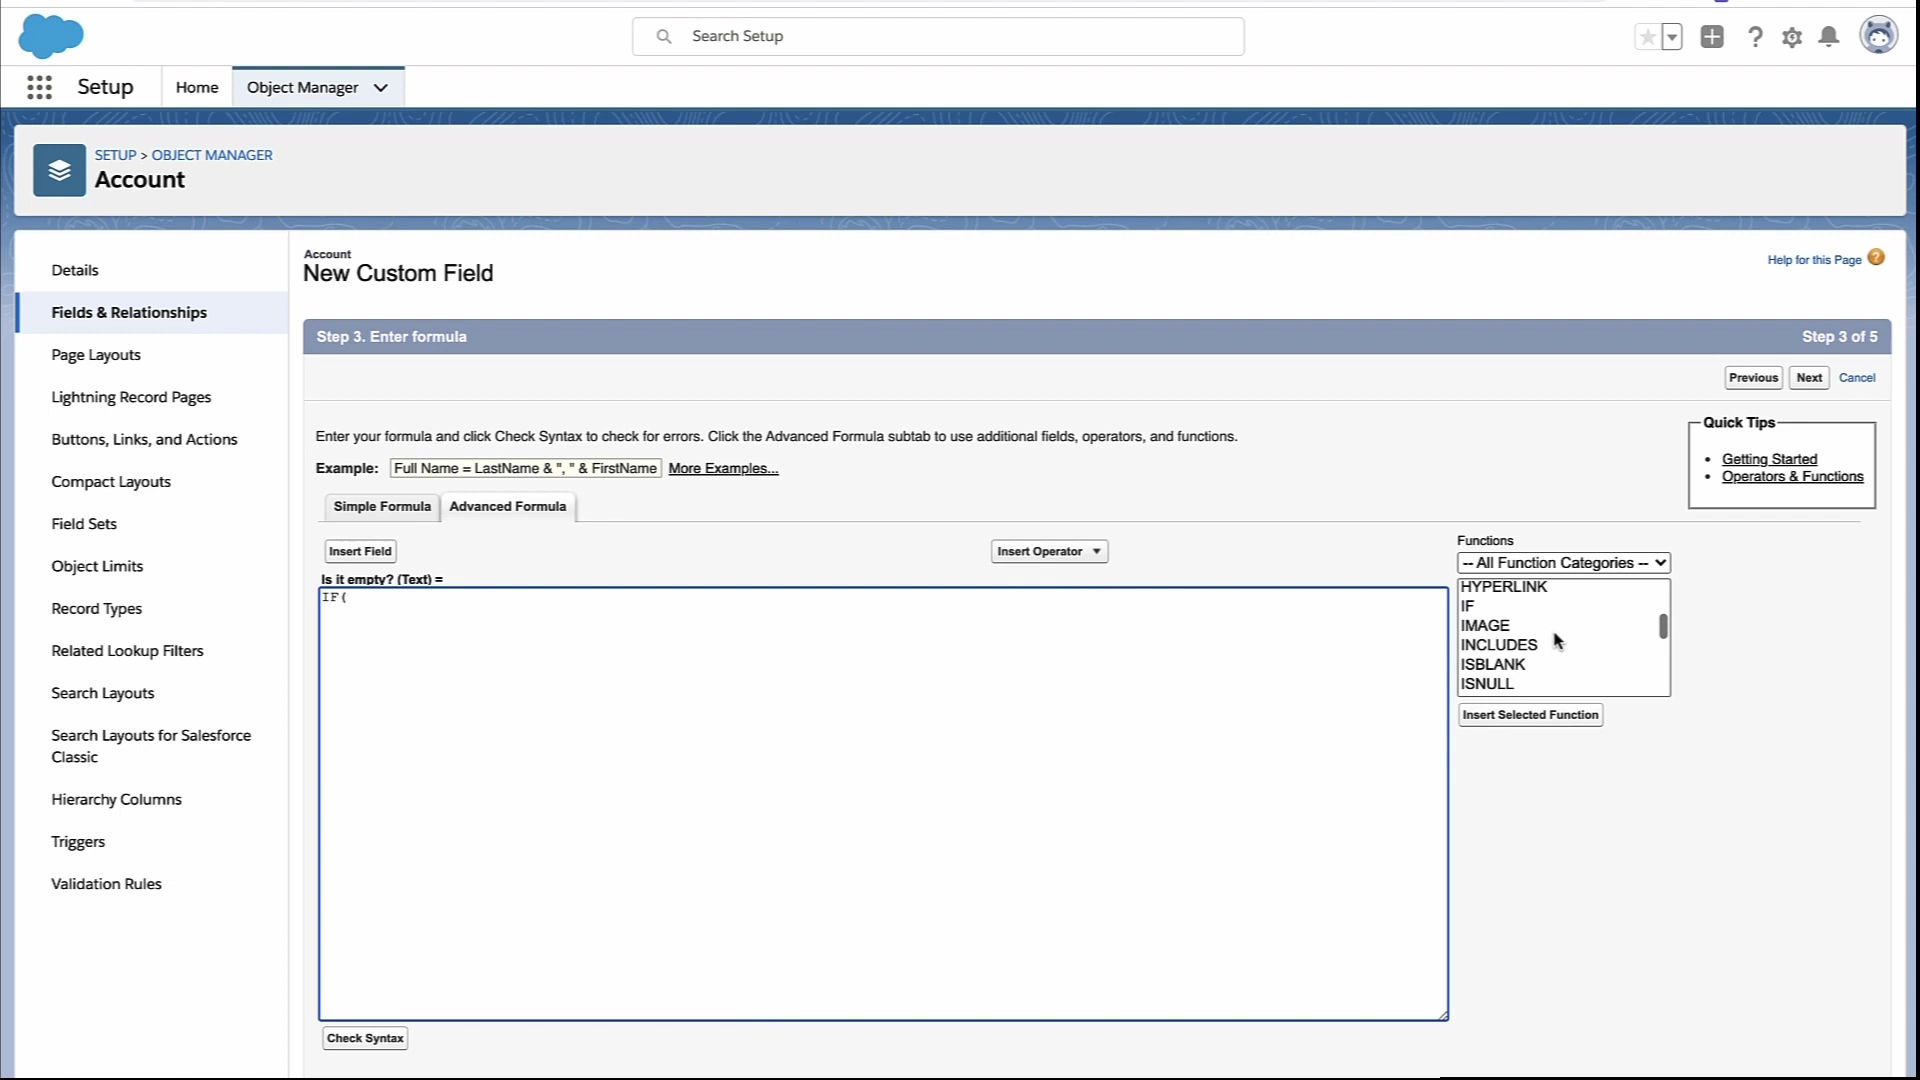 Search Setup
Setup
Home
Object Manager
SETUP > OBJECT MANAGER
Account
Details
Fields & Relationships
Page Layouts
Lightning Record Pages
Buttons, Links, and Actions
Compact Layouts
Field Sets
Object Limits
Record Types
Related Lookup Filters
Search Layouts
Search Layouts for Salesforce
Classic
Hierarchy Columns
Triggers
Validation Rules
Account
New Custom Field
Help for this Page ?
Step 3. Enter formula
Step 3 of 5
Previous
Next
Cancel
Enter your formula and click Check Syntax to check for errors. Click the Advanced Formula subtab to use additional fields, operators, and functions.
Example: Full Name = LastName & ", " & FirstName More Examples...
Quick Tips
• Getting Started
• Operators & Functions
Simple Formula
Advanced Formula
Insert Field
Insert Operator
Is it empty? (Text) =
IF(
Functions
-- All Function Categories --
HYPERLINK
IF
IMAGE
INCLUDES
ISBLANK
ISNULL
Insert Selected Function
Check Syntax